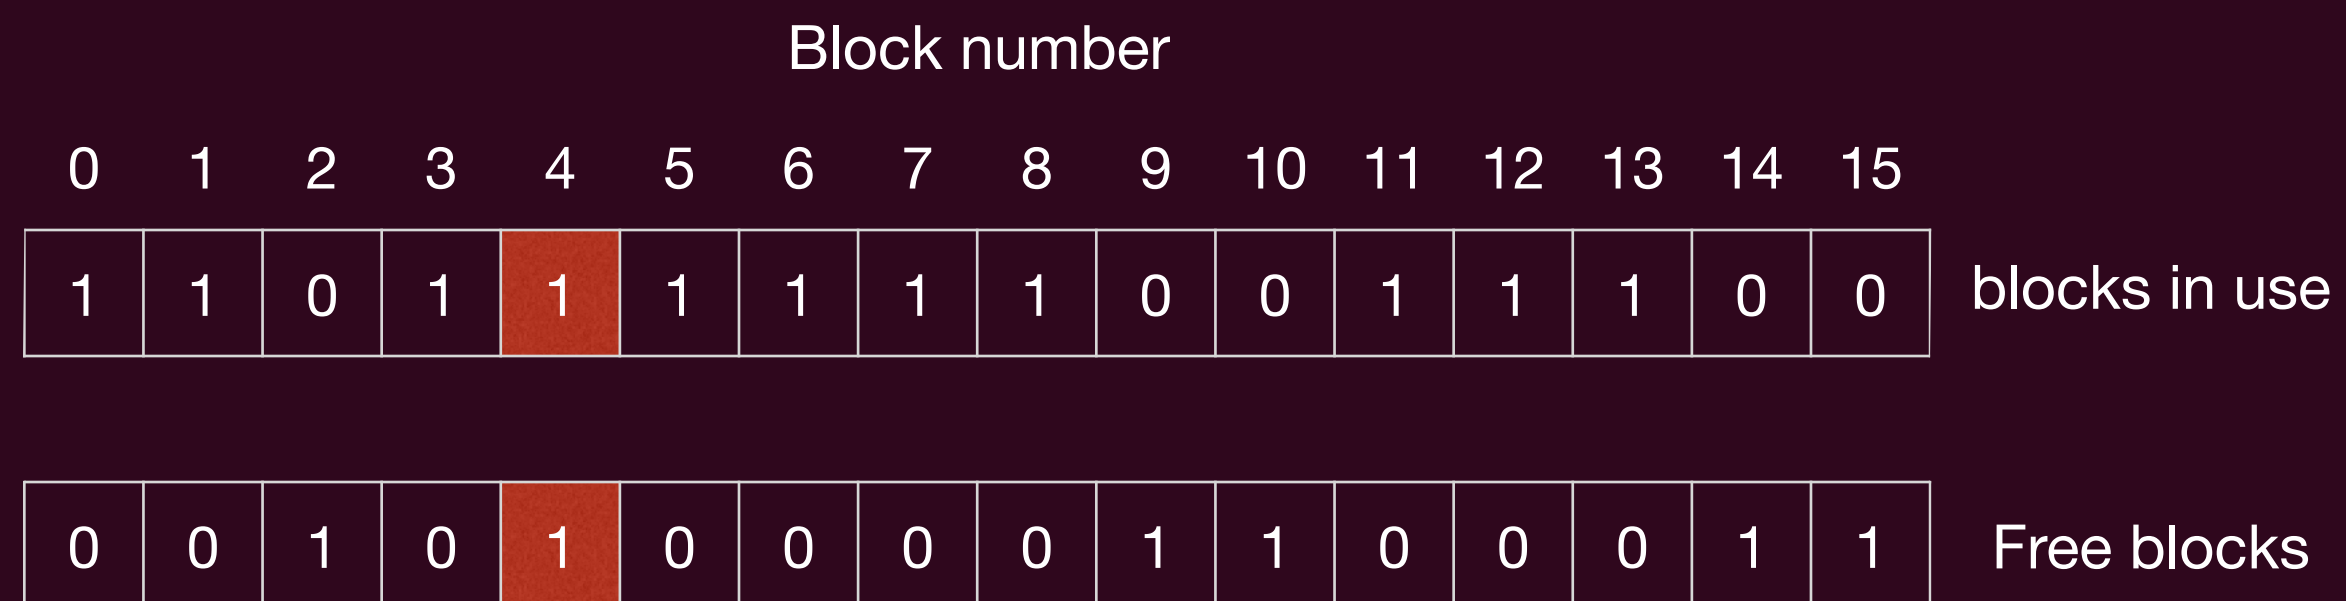 Block number
0 1 2 3 4 5 6 7 8 9 10 11 12 13 14 15
1 1 0 1 1 1 1 1 1 0 0 1 1 1 0 0 blocks in use
0 0 1 0 1 0 0 0 0 1 1 0 0 0 1 1 Free blocks